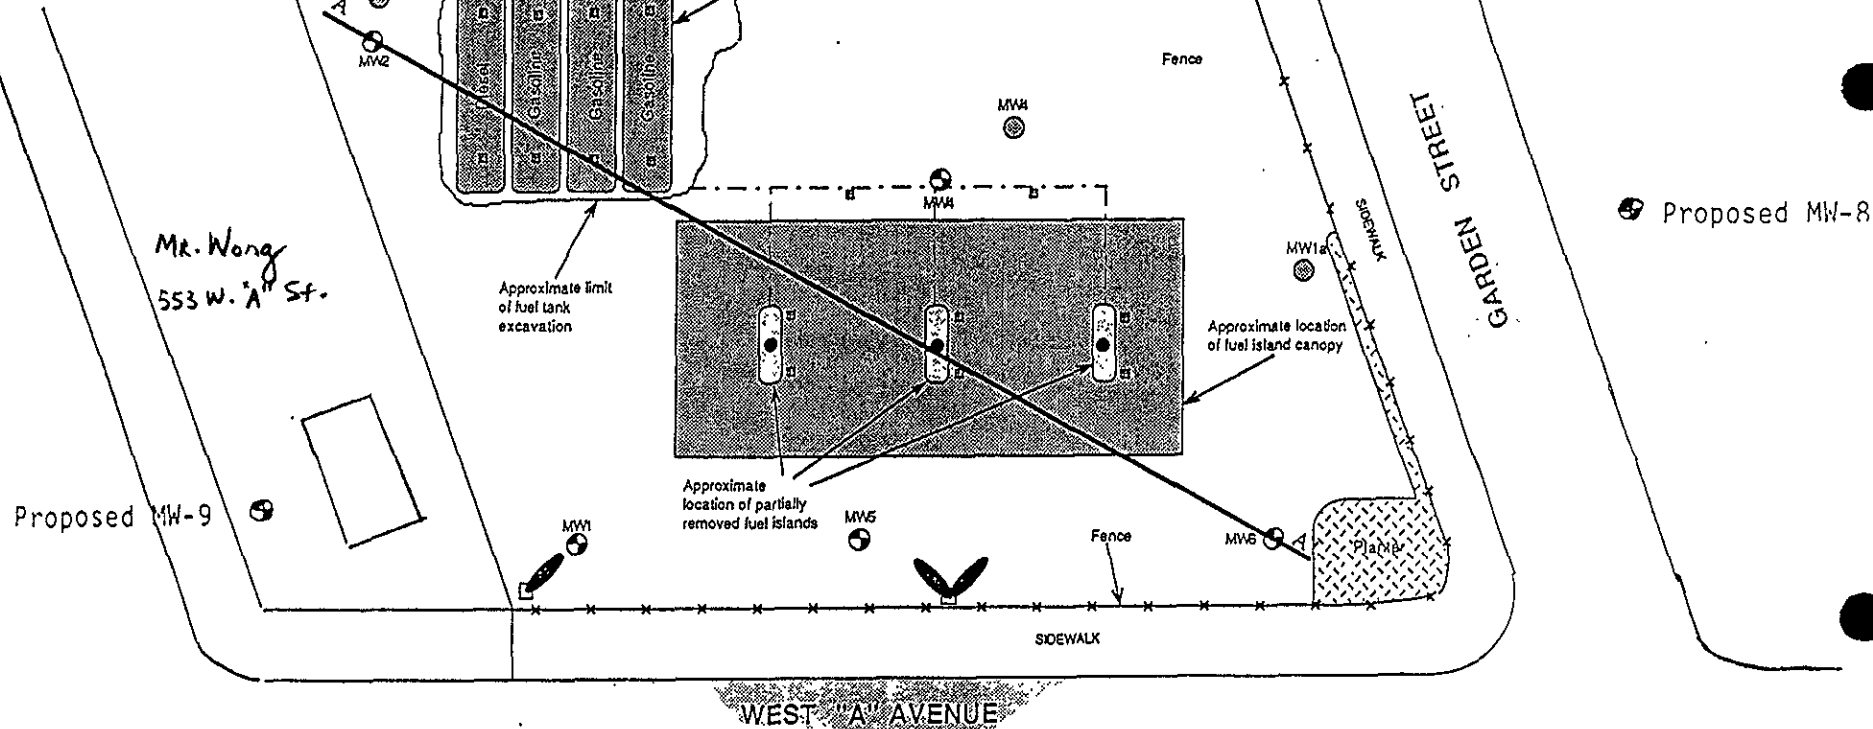 A
MW2
Diesel
Gasoline
Gasoline
Gasoline
Fence
MW4
MW4
GARDEN STREET
SIDEWALK
Proposed MW-8
MW1a
Mr. Wong
553 W. "A" St.
Approximate limit
of fuel tank
excavation
Approximate location
of fuel island canopy
Approximate
location of partially
removed fuel islands
Proposed MW-9
MW1
MW5
Fence
MW6
A
Planter
SIDEWALK
WEST "A" AVENUE